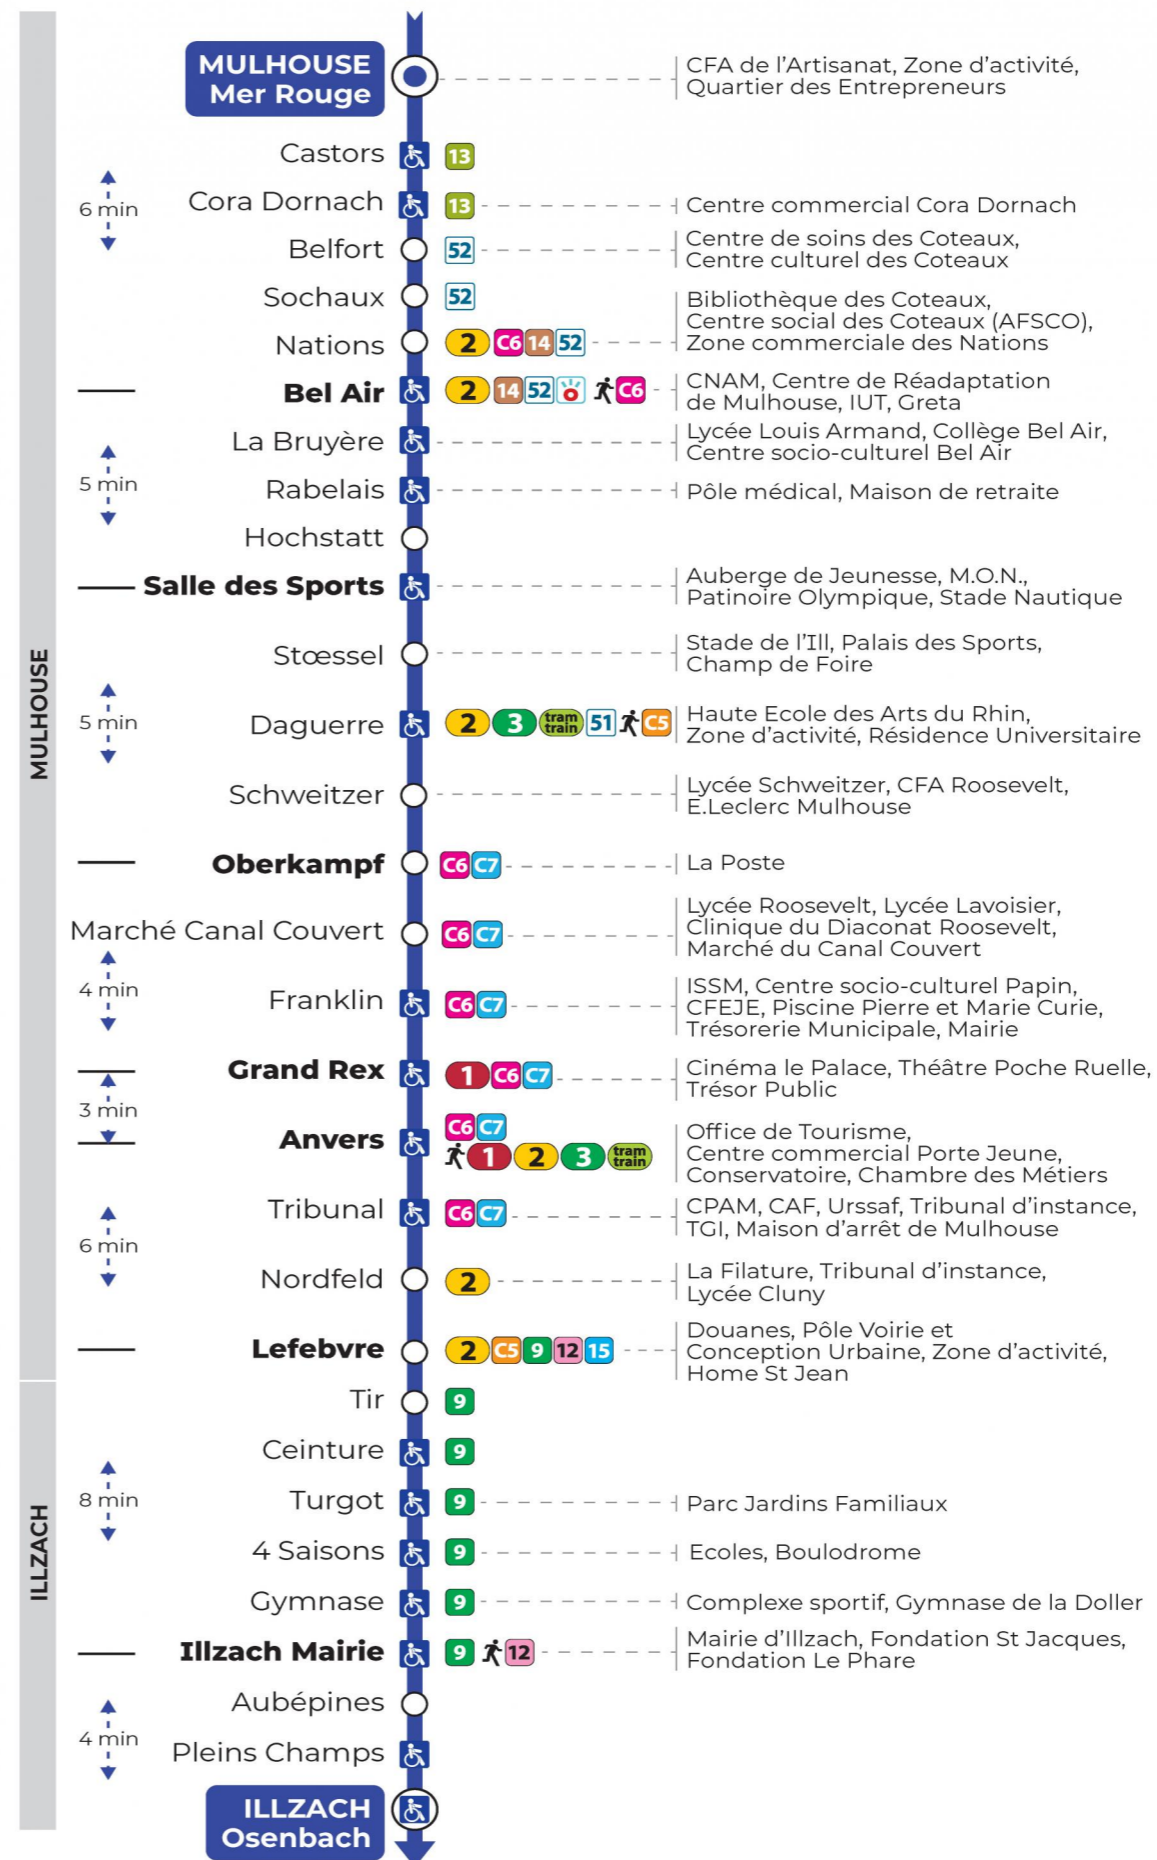 MULHOUSE
Mer Rouge
CFA de l’Artisanat, Zone d’activité,
Quartier des Entrepreneurs
Castors 13
6 min
Cora Dornach 13 Centre commercial Cora Dornach
Belfort 52
Centre de soins des Coteaux,
Centre culturel des Coteaux
Sochaux 52
Nations 2 C6 14 52
Bibliothèque des Coteaux,
Centre social des Coteaux (AFSCO),
Zone commerciale des Nations
Bel Air 2 14 52 C6
CNAM, Centre de Réadaptation
de Mulhouse, IUT, Greta
La Bruyère
Lycée Louis Armand, Collège Bel Air,
Centre socio-culturel Bel Air
5 min
Rabelais Pôle médical, Maison de retraite
Hochstatt
Salle des Sports
Auberge de Jeunesse, M.O.N.,
Patinoire Olympique, Stade Nautique
MULHOUSE
Stœssel
Stade de l’Ill, Palais des Sports,
Champ de Foire
5 min
Daguerre 2 3 tram train 51 C5
Haute Ecole des Arts du Rhin,
Zone d’activité, Résidence Universitaire
Schweitzer
Lycée Schweitzer, CFA Roosevelt,
E.Leclerc Mulhouse
Oberkampf C6 C7 La Poste
Marché Canal Couvert C6 C7
Lycée Roosevelt, Lycée Lavoisier,
Clinique du Diaconat Roosevelt,
Marché du Canal Couvert
4 min
Franklin C6 C7
ISSM, Centre socio-culturel Papin,
CFEJE, Piscine Pierre et Marie Curie,
Trésorerie Municipale, Mairie
Grand Rex 1 C6 C7
Cinéma le Palace, Théâtre Poche Ruelle,
Trésor Public
3 min
Anvers C6 C7
1 2 3 tram train
Office de Tourisme,
Centre commercial Porte Jeune,
Conservatoire, Chambre des Métiers
Tribunal C6 C7
CPAM, CAF, Urssaf, Tribunal d’instance,
TGI, Maison d’arrêt de Mulhouse
6 min
Nordfeld 2
La Filature, Tribunal d’instance,
Lycée Cluny
Lefebvre 2 C5 9 12 15
Douanes, Pôle Voirie et
Conception Urbaine, Zone d’activité,
Home St Jean
Tir 9
Ceinture 9
8 min
Turgot 9 Parc Jardins Familiaux
ILLZACH
4 Saisons 9 Ecoles, Boulodrome
Gymnase 9 Complexe sportif, Gymnase de la Doller
Illzach Mairie 9 12
Mairie d’Illzach, Fondation St Jacques,
Fondation Le Phare
Aubépines
4 min
Pleins Champs
ILLZACH
Osenbach